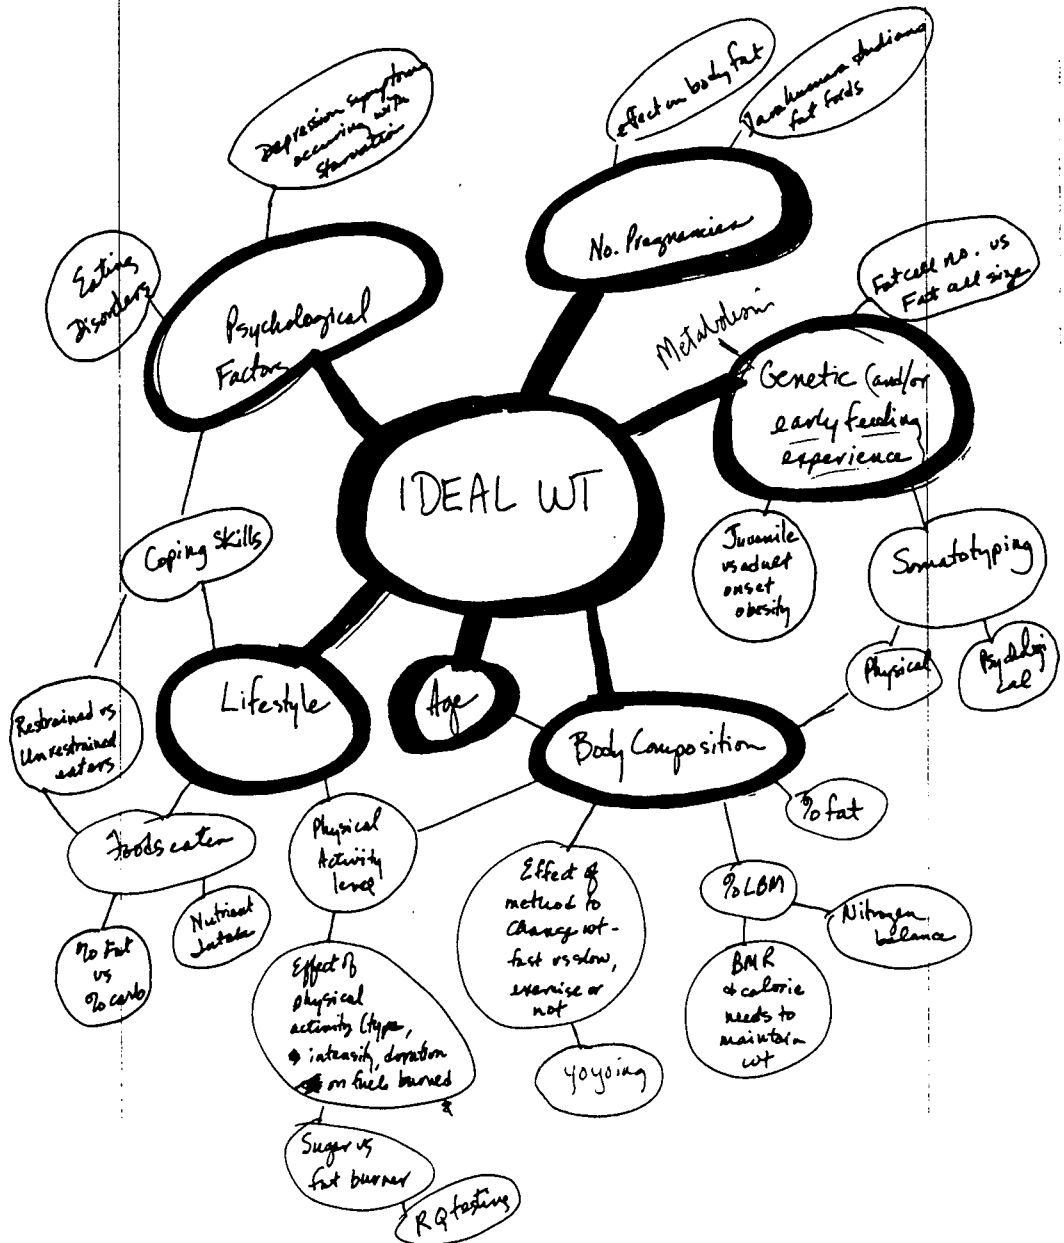 Depression symptoms
occuring with
starvation
effect on body fat
Tarahumara Indians
fat folds
Eating
Disorders
Psychological
Factors
No. Pregnancies
Metabolism
Fat cell no. vs
Fat cell size
Genetic (and/or
early feeding
experience
IDEAL WT
Coping Skills
Juvenile
vs adult
onset
obesity
Somatotyping
Physical
Psychologi
cal
Restrained vs
Unrestrained
eaters
Lifestyle
Age
Body Composition
Foods eaten
Physical
Activity
level
% fat
% Fat
vs
% carb
Nutrient
Intake
Effect of
method to
change wt-
fast vs slow,
exercise or
not
% LBM
Nitrogen
balance
Effect of
physical
activity (type,
intensity, duration
on fuels burned
BMR
& calorie
needs to
maintain
wt
yoyoing
Sugar vs
fat burner
RQ testing